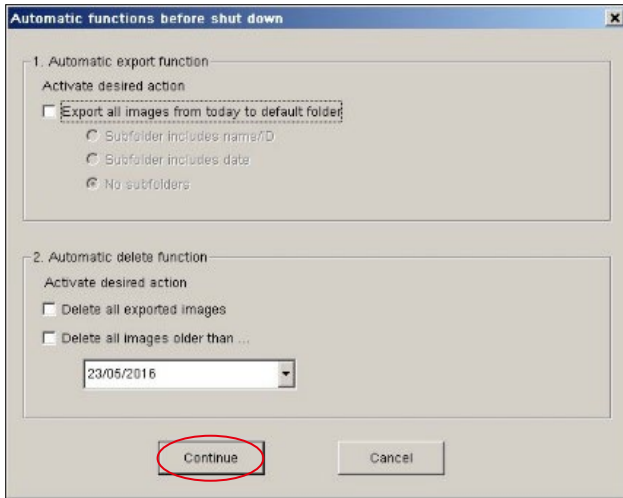 Automatic functions before shut down
1. Automatic export function
Activate desired action
Export all images from today to default folder
Subfolder includes name/ID
Subfolder includes date
No subfolders
2. Automatic delete function
Activate desired action
Delete all exported images
Delete all images older than ...
23/05/2016
Continue
Cancel